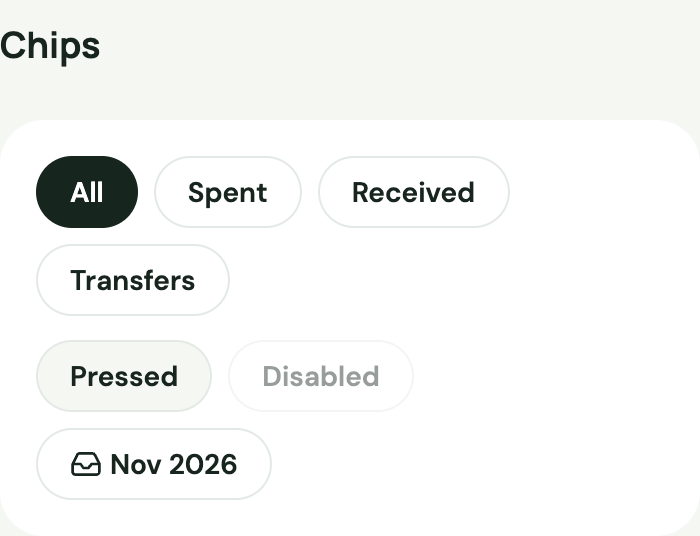 Chips
All Spent Received
Transfers
Pressed Disabled
Nov 2026